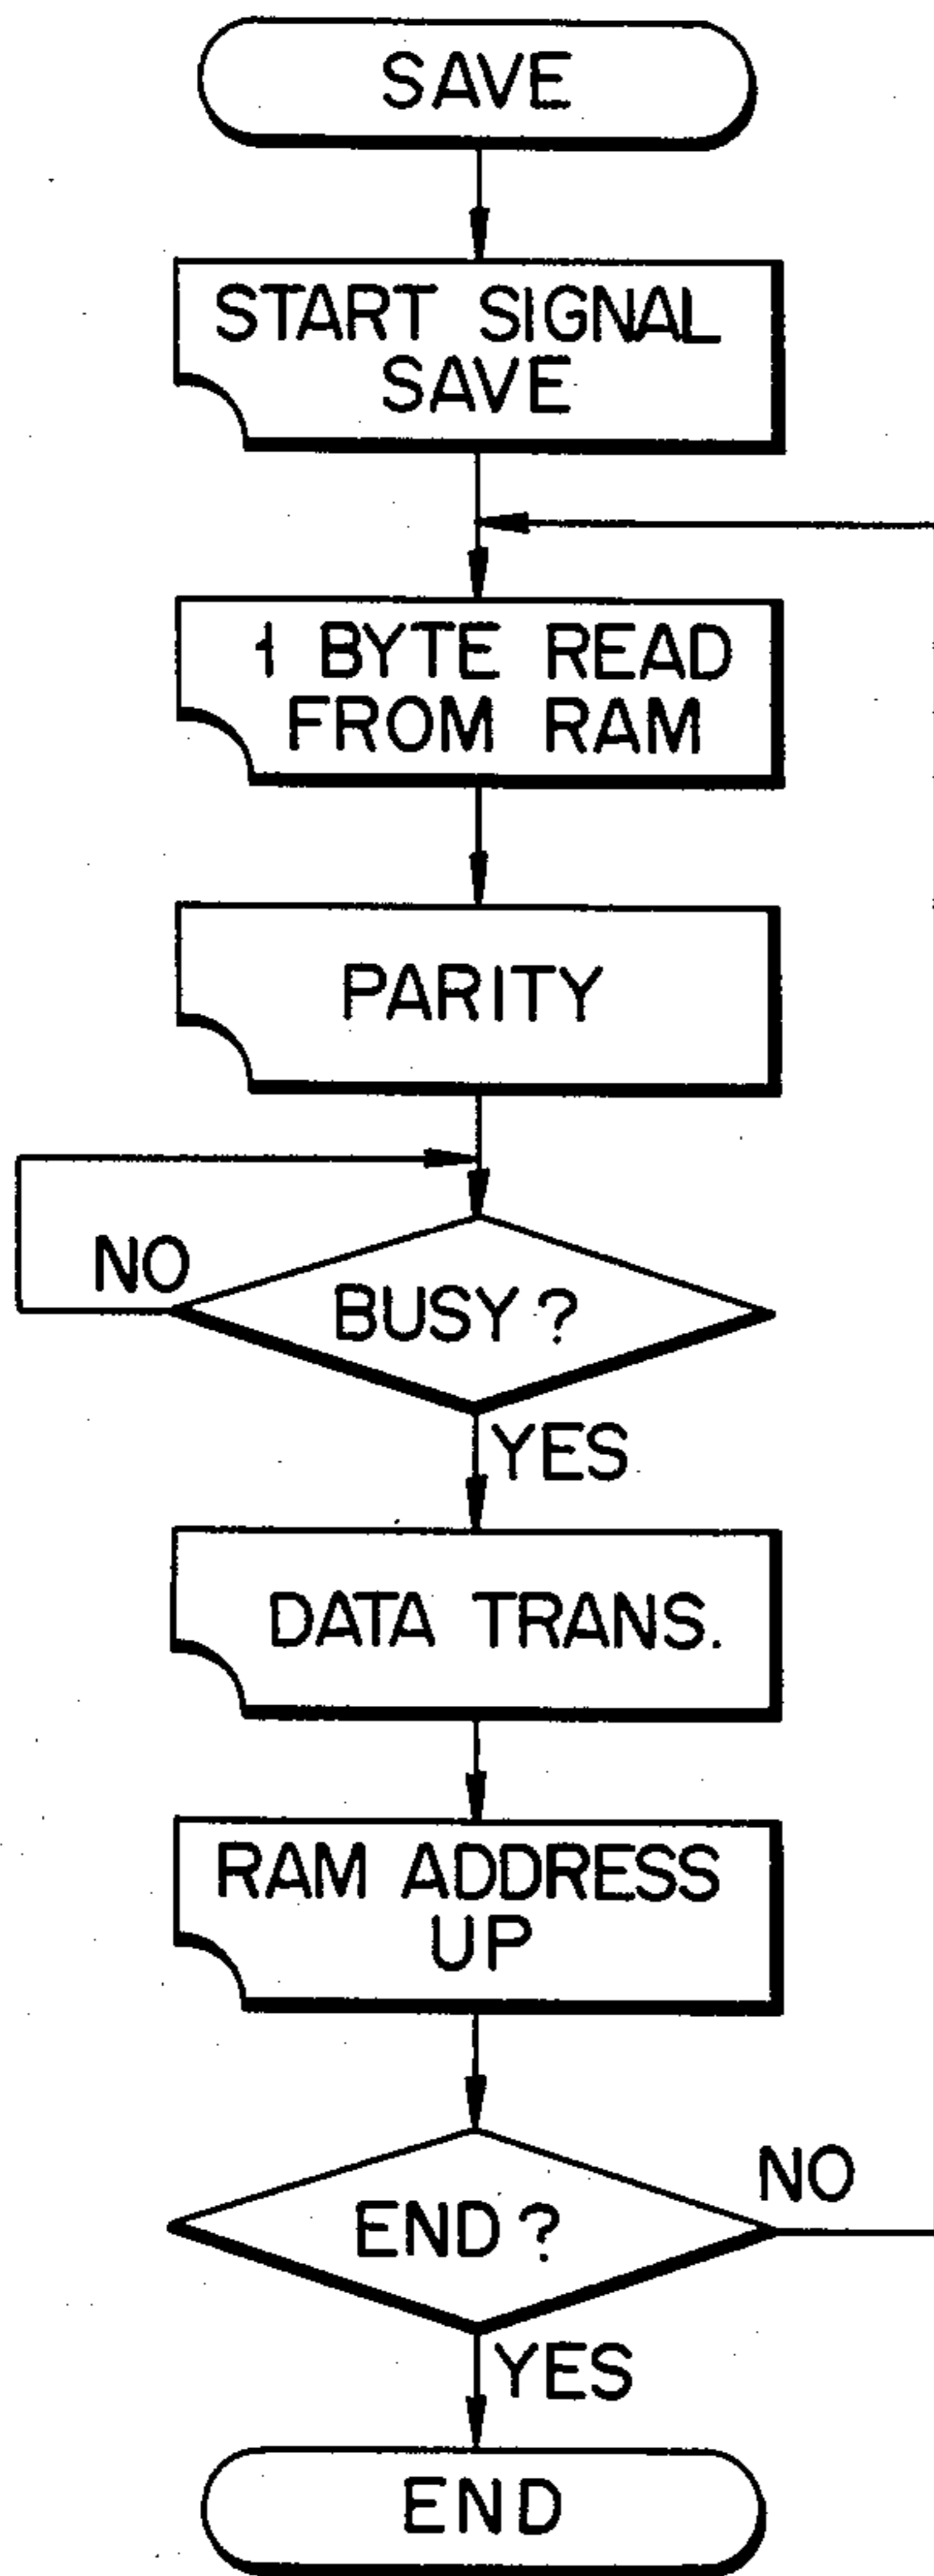 SAVE
START SIGNAL
SAVE
1 BYTE READ
FROM RAM
PARITY
NO
BUSY?
YES
DATA TRANS.
RAM ADDRESS
UP
NO
END?
YES
END